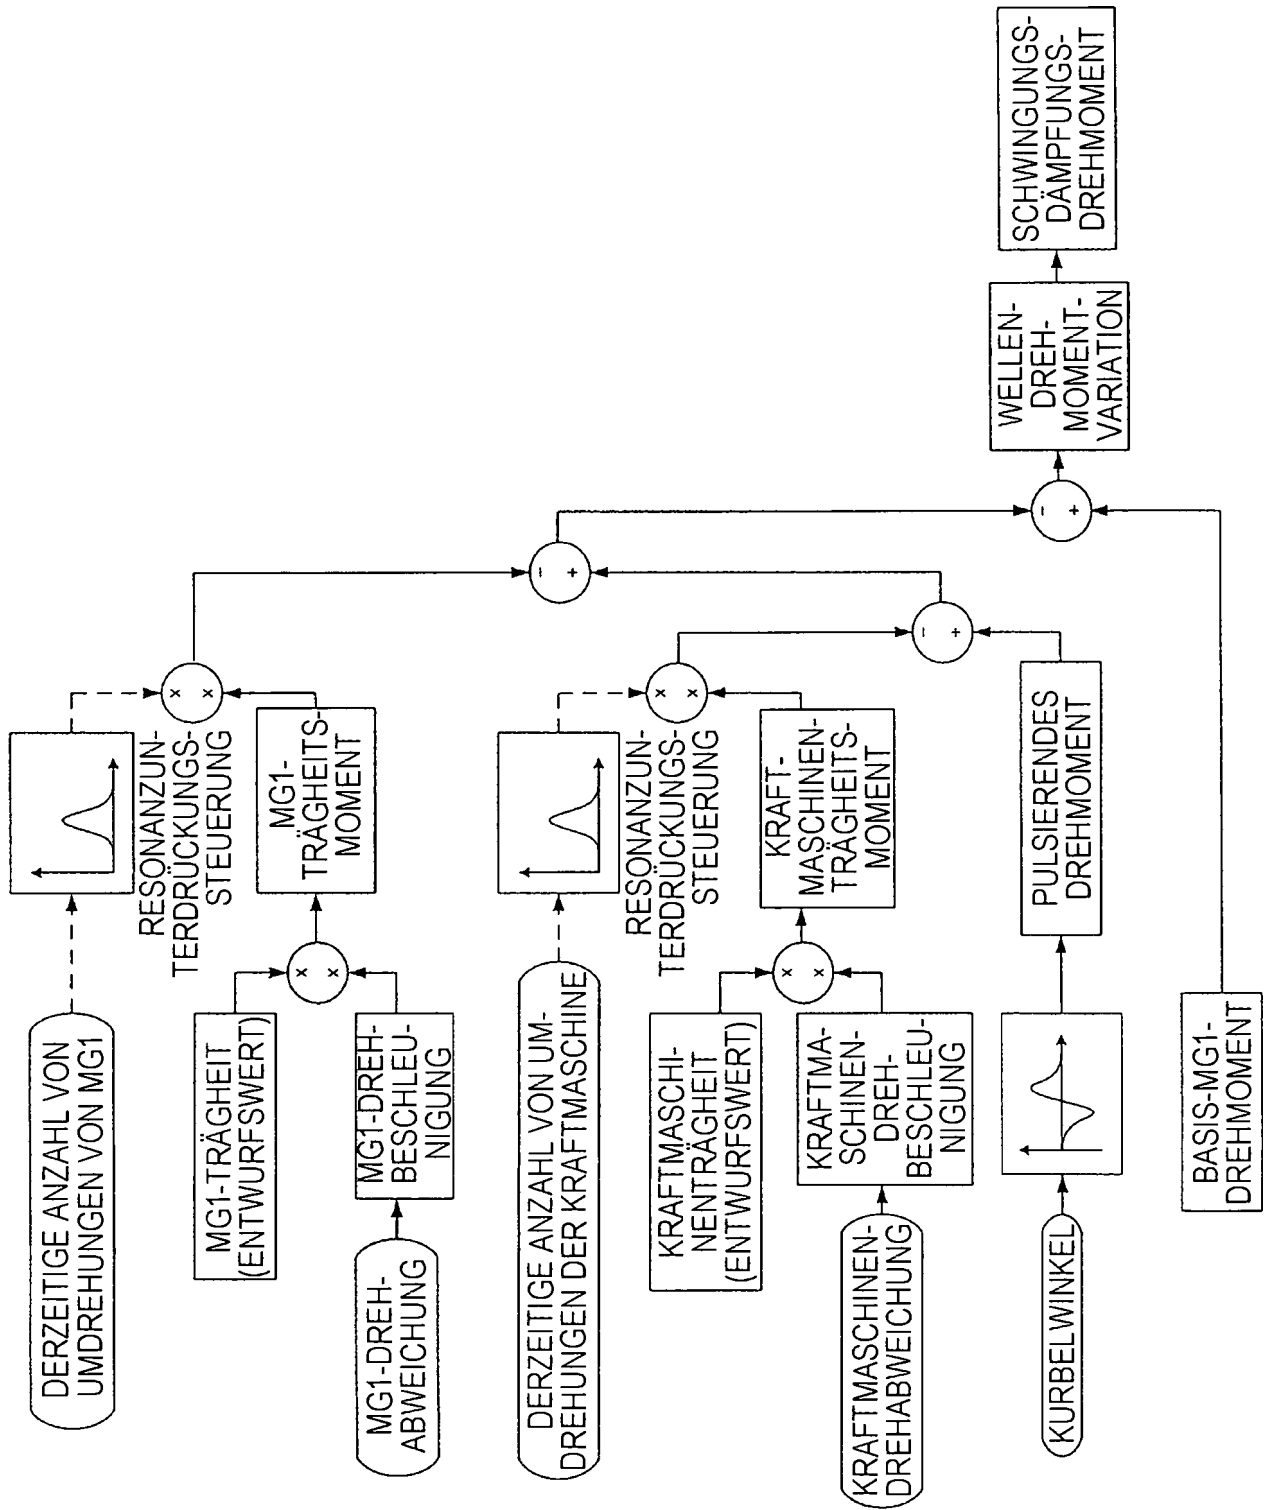 DERZEITIGE ANZAHL VON
UMDREHUNGEN VON MG1
RESONANZUN-
TERDRÜCKUNGS-
STEUERUNG
x
x
MG1-TRÄGHEIT
(ENTWURFSWERT)
MG1-DREH-
ABWEICHUNG
MG1-DREH-
BESCHLEU-
NIGUNG
x
x
MG1-
TRÄGHEITS-
MOMENT
DERZEITIGE ANZAHL VON UM-
DREHUNGEN DER KRAFTMASCHINE
RESONANZUN-
TERDRÜCKUNGS-
STEUERUNG
x
x
KRAFTMASCHI-
NENTRÄGHEIT
(ENTWURFSWERT)
KRAFTMASCHINEN-
DREHABWEICHUNG
KRAFTMA-
SCHINEN-
DREH-
BESCHLEU-
NIGUNG
x
x
KRAFT-
MASCHINEN-
TRÄGHEITS-
MOMENT
KURBELWINKEL
PULSIERENDES
DREHMOMENT
-
+
-
+
BASIS-MG1-
DREHMOMENT
-
+
WELLEN-
DREH-
MOMENT-
VARIATION
SCHWINGUNGS-
DÄMPFUNGS-
DREHMOMENT